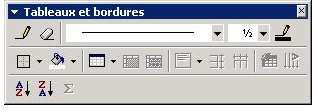 Tableaux et bordures
½
A
Z
Z
A
Σ